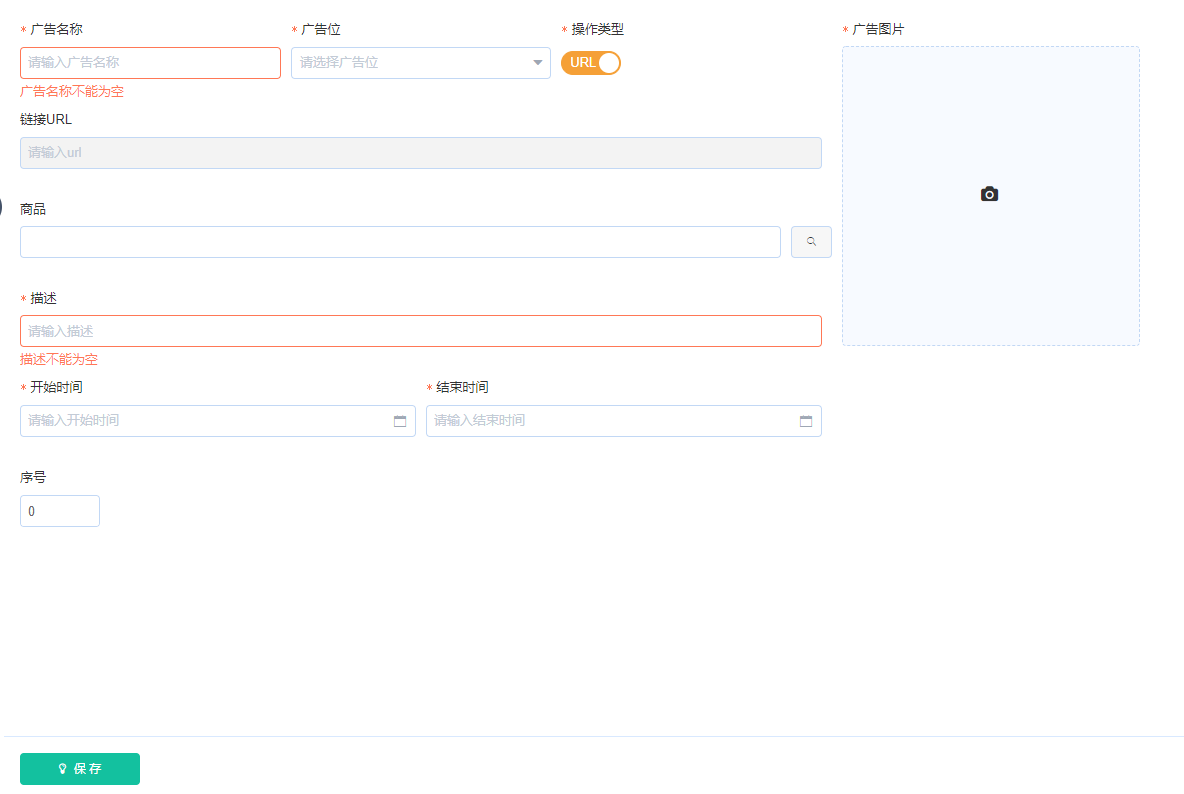 * 广告名称
* 广告位
* 操作类型
* 广告图片
请输入广告名称
请选择广告位
URL
广告名称不能为空
链接URL
请输入url
商品
* 描述
请输入描述
描述不能为空
* 开始时间
* 结束时间
请输入开始时间
请输入结束时间
序号
0
保存